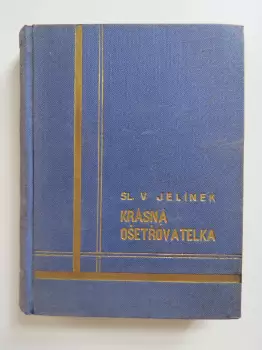 SL. V JELÍNEK
KRÁSNÁ
OŠETŘOVATELKA